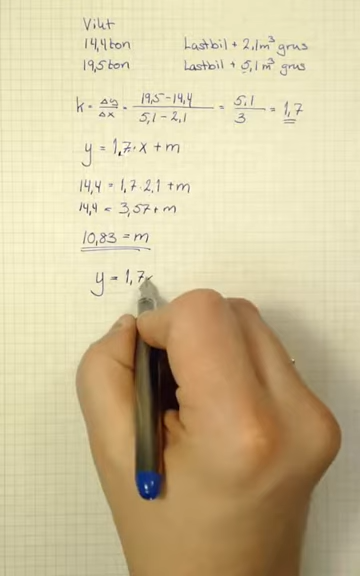 Vikt
14,4 ton Lastbil + 2,1 m³ grus
19,5 ton Lastbil + 5,1 m³ grus
k = Δy/Δx = 19,5-14,4/5,1-2,1 = 5,1/3 = 1,7
y = 1,7·x + m
14,4 = 1,7·2,1 + m
14,4 = 3,57 + m
10,83 = m
y = 1,7x